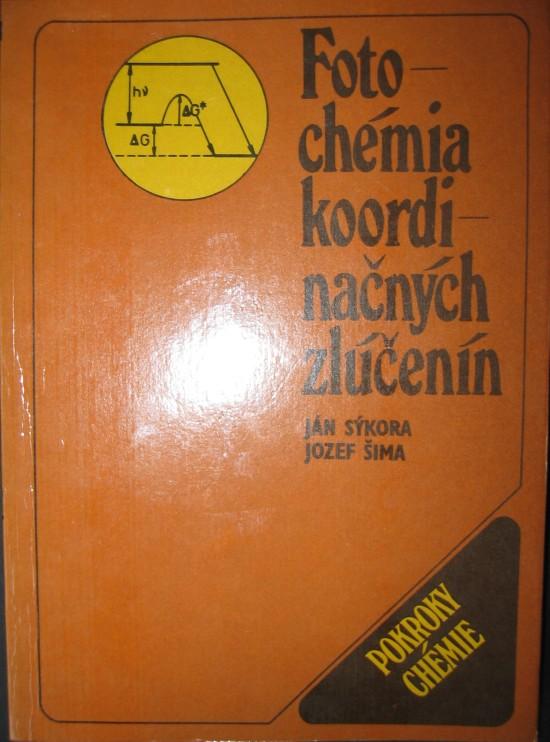 hν
ΔG*
ΔG
Foto-
chémia
koordi-
načných
zlúčenín
JÁN SÝKORA
JOZEF ŠIMA
POKROKY
CHÉMIE